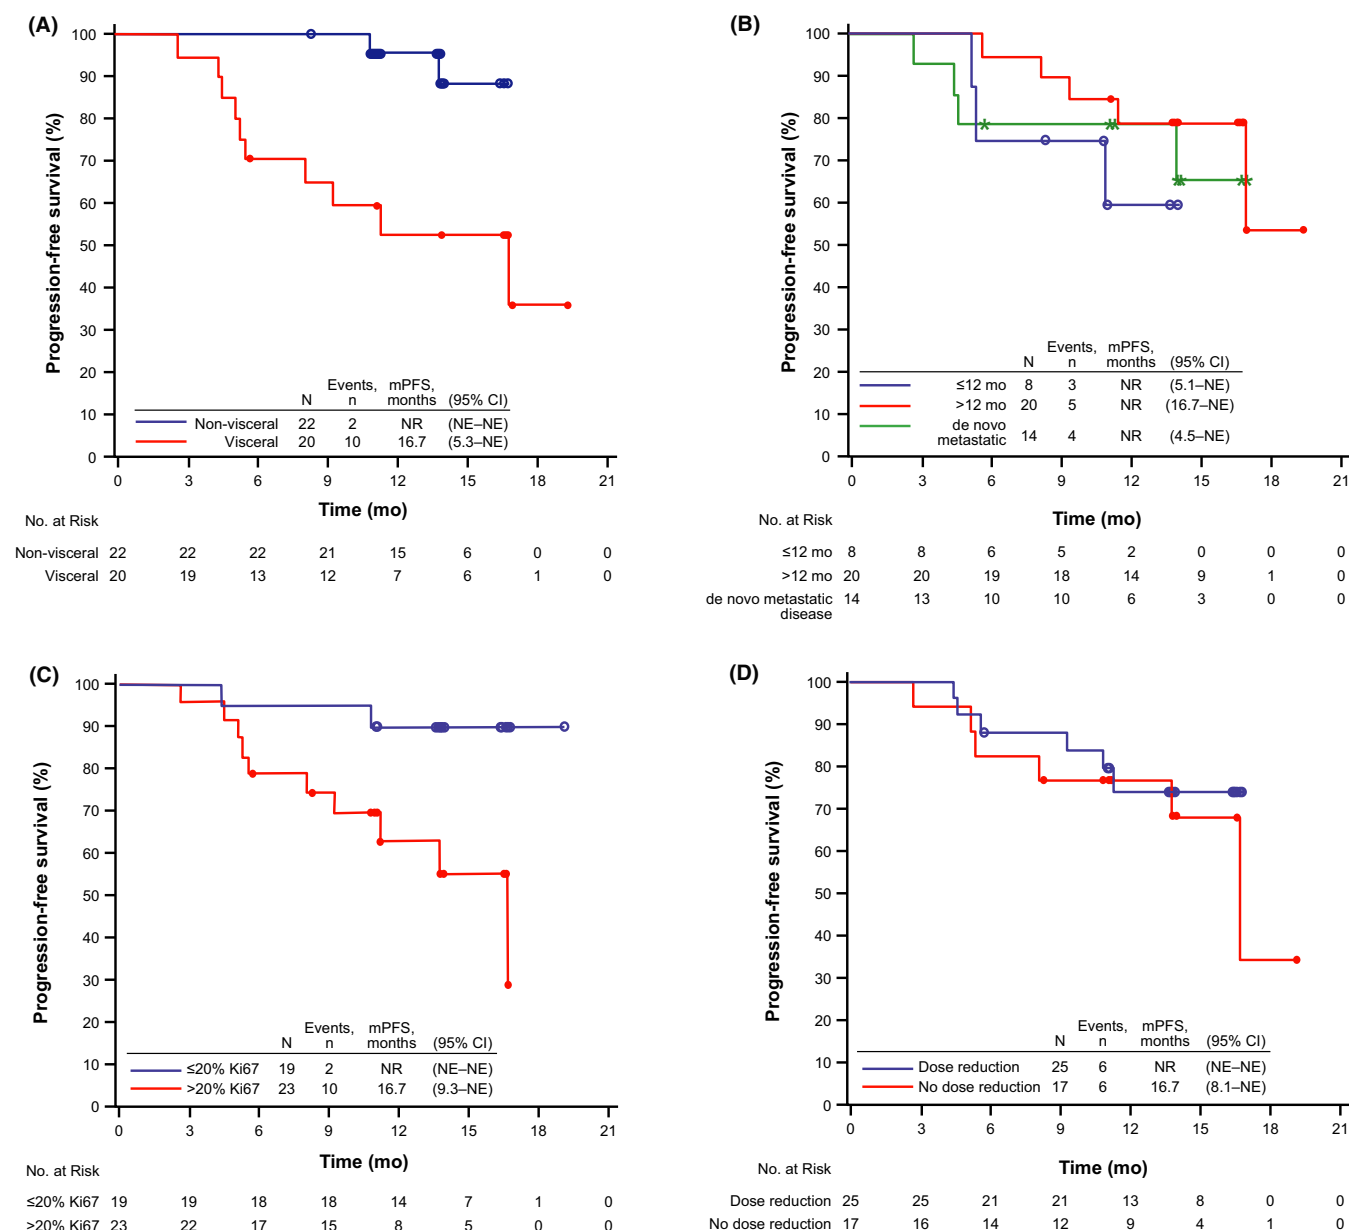 (A)
Progression-free survival (%)
100
90
80
70
60
50
40
30
20
10
0
Events, mPFS,
N n months (95% CI)
Non-visceral 22 2 NR (NE–NE)
Visceral 20 10 16.7 (5.3–NE)
0 3 6 9 12 15 18 21
Time (mo)
No. at Risk
Non-visceral 22 22 22 21 15 6 0 0
Visceral 20 19 13 12 7 6 1 0
(B)
Progression-free survival (%)
100
90
80
70
60
50
40
30
20
10
0
Events, mPFS,
N n months (95% CI)
≤12 mo 8 3 NR (5.1–NE)
>12 mo 20 5 NR (16.7–NE)
de novo
metastatic 14 4 NR (4.5–NE)
0 3 6 9 12 15 18 21
Time (mo)
No. at Risk
≤12 mo 8 8 6 5 2 0 0 0
>12 mo 20 20 19 18 14 9 1 0
de novo metastatic 14 13 10 10 6 3 0 0
disease
(C)
Progression-free survival (%)
100
90
80
70
60
50
40
30
20
10
0
Events, mPFS,
N n months (95% CI)
≤20% Ki67 19 2 NR (NE–NE)
>20% Ki67 23 10 16.7 (9.3–NE)
0 3 6 9 12 15 18 21
Time (mo)
No. at Risk
≤20% Ki67 19 19 18 18 14 7 1 0
>20% Ki67 23 22 17 15 8 5 0 0
(D)
Progression-free survival (%)
100
90
80
70
60
50
40
30
20
10
0
Events, mPFS,
N n months (95% CI)
Dose reduction 25 6 NR (NE–NE)
No dose reduction 17 6 16.7 (8.1–NE)
0 3 6 9 12 15 18 21
Time (mo)
No. at Risk
Dose reduction 25 25 21 21 13 8 0 0
No dose reduction 17 16 14 12 9 4 1 0